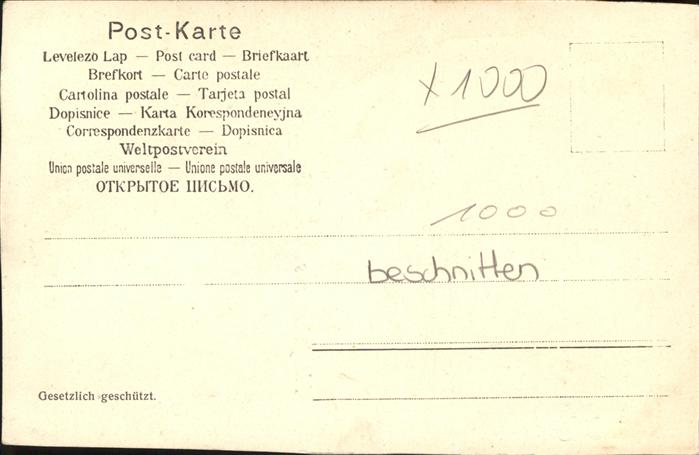 Post-Karte
Levelezö Lap — Post card — Briefkaart
Brefkort — Carte postale
Cartolina postale — Tarjeta postal
Dopisnice — Karta Korespondencyjna
Correspondenzkarte — Dopisnica
Weltpostverein
Union postale universelle — Unione postale universale
ОТКРЫТОЕ ПИСЬМО.
x 1000
1000
beschnitten
Gesetzlich geschützt.